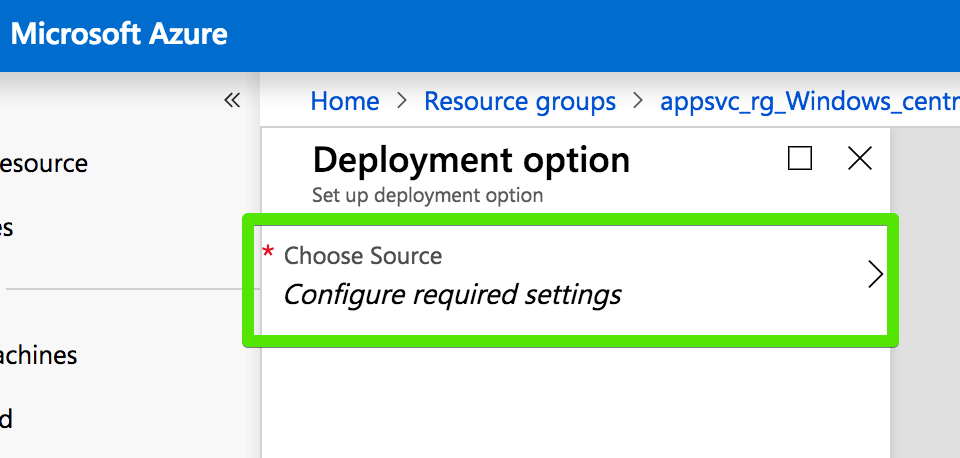 Microsoft Azure
«
Home > Resource groups > appsvc_rg_Windows_centr
esource
Deployment option
Set up deployment option
es
* Choose Source
Configure required settings
achines
d